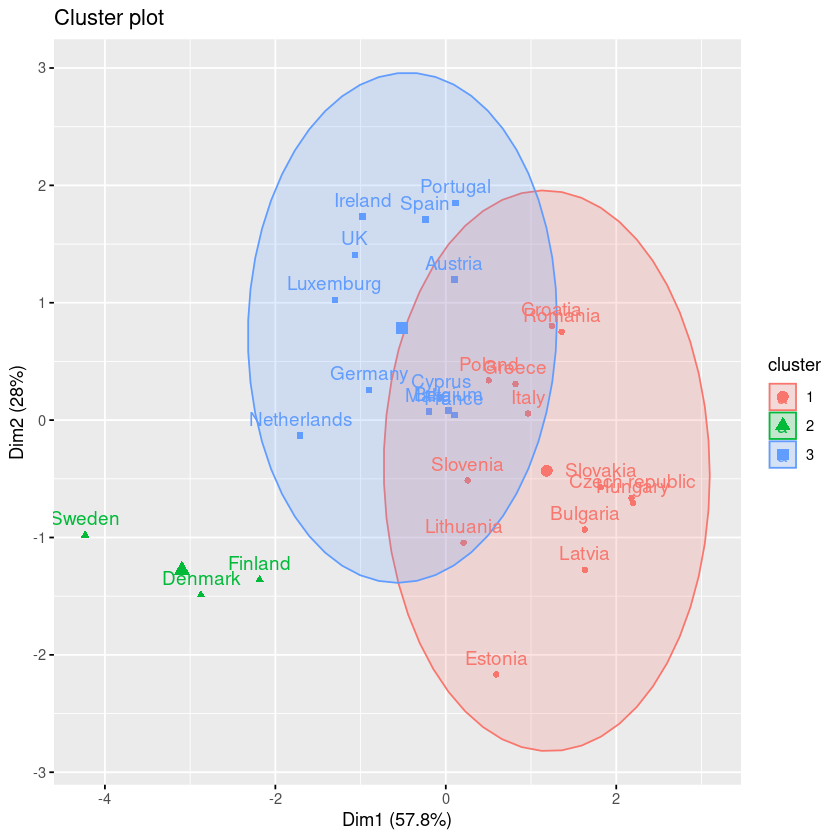 Cluster plot
3
2
1
0
-1
-2
-3
Dim2 (28%)
Portugal
Ireland
Spain
UK
Austria
Luxemburg
Croatia
Romania
Poland
Greece
Germany
Cyprus
Italy
Belgium
France
Netherlands
Slovenia
Slovakia
Czech republic
Hungary
Bulgaria
Sweden
Lithuania
Latvia
Finland
Denmark
Estonia
-4
-2
0
2
Dim1 (57.8%)
cluster
1
2
3